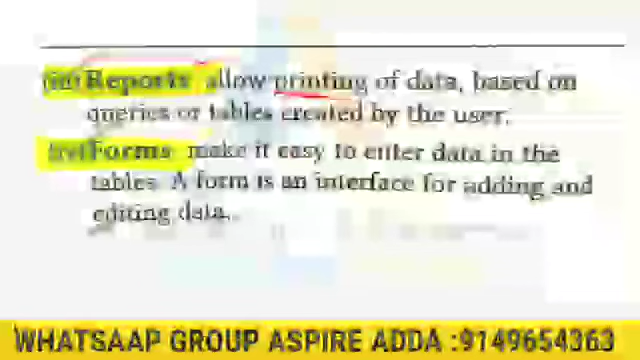 (iii) Reports allow printing of data, based on
queries or tables created by the user.
(iv) Forms make it easy to enter data in the
tables. A form is an interface for adding and
editing data.
WHATSAAP GROUP ASPIRE ADDA :9149654363